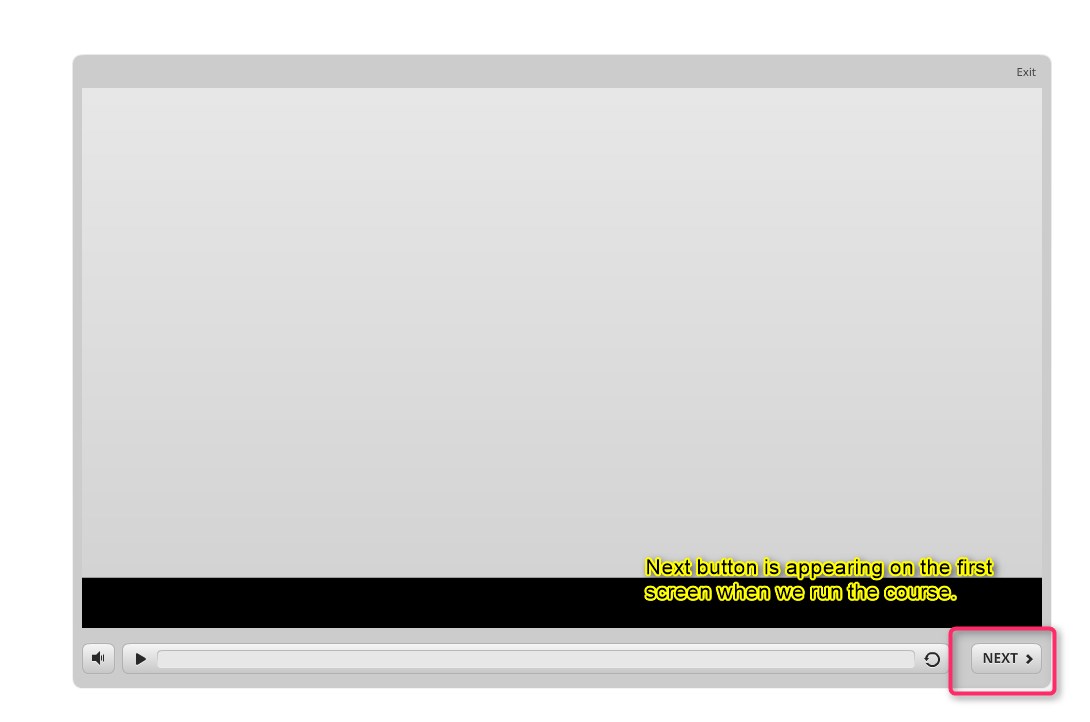 Exit
Next button is appearing on the first
screen when we run the course.
NEXT